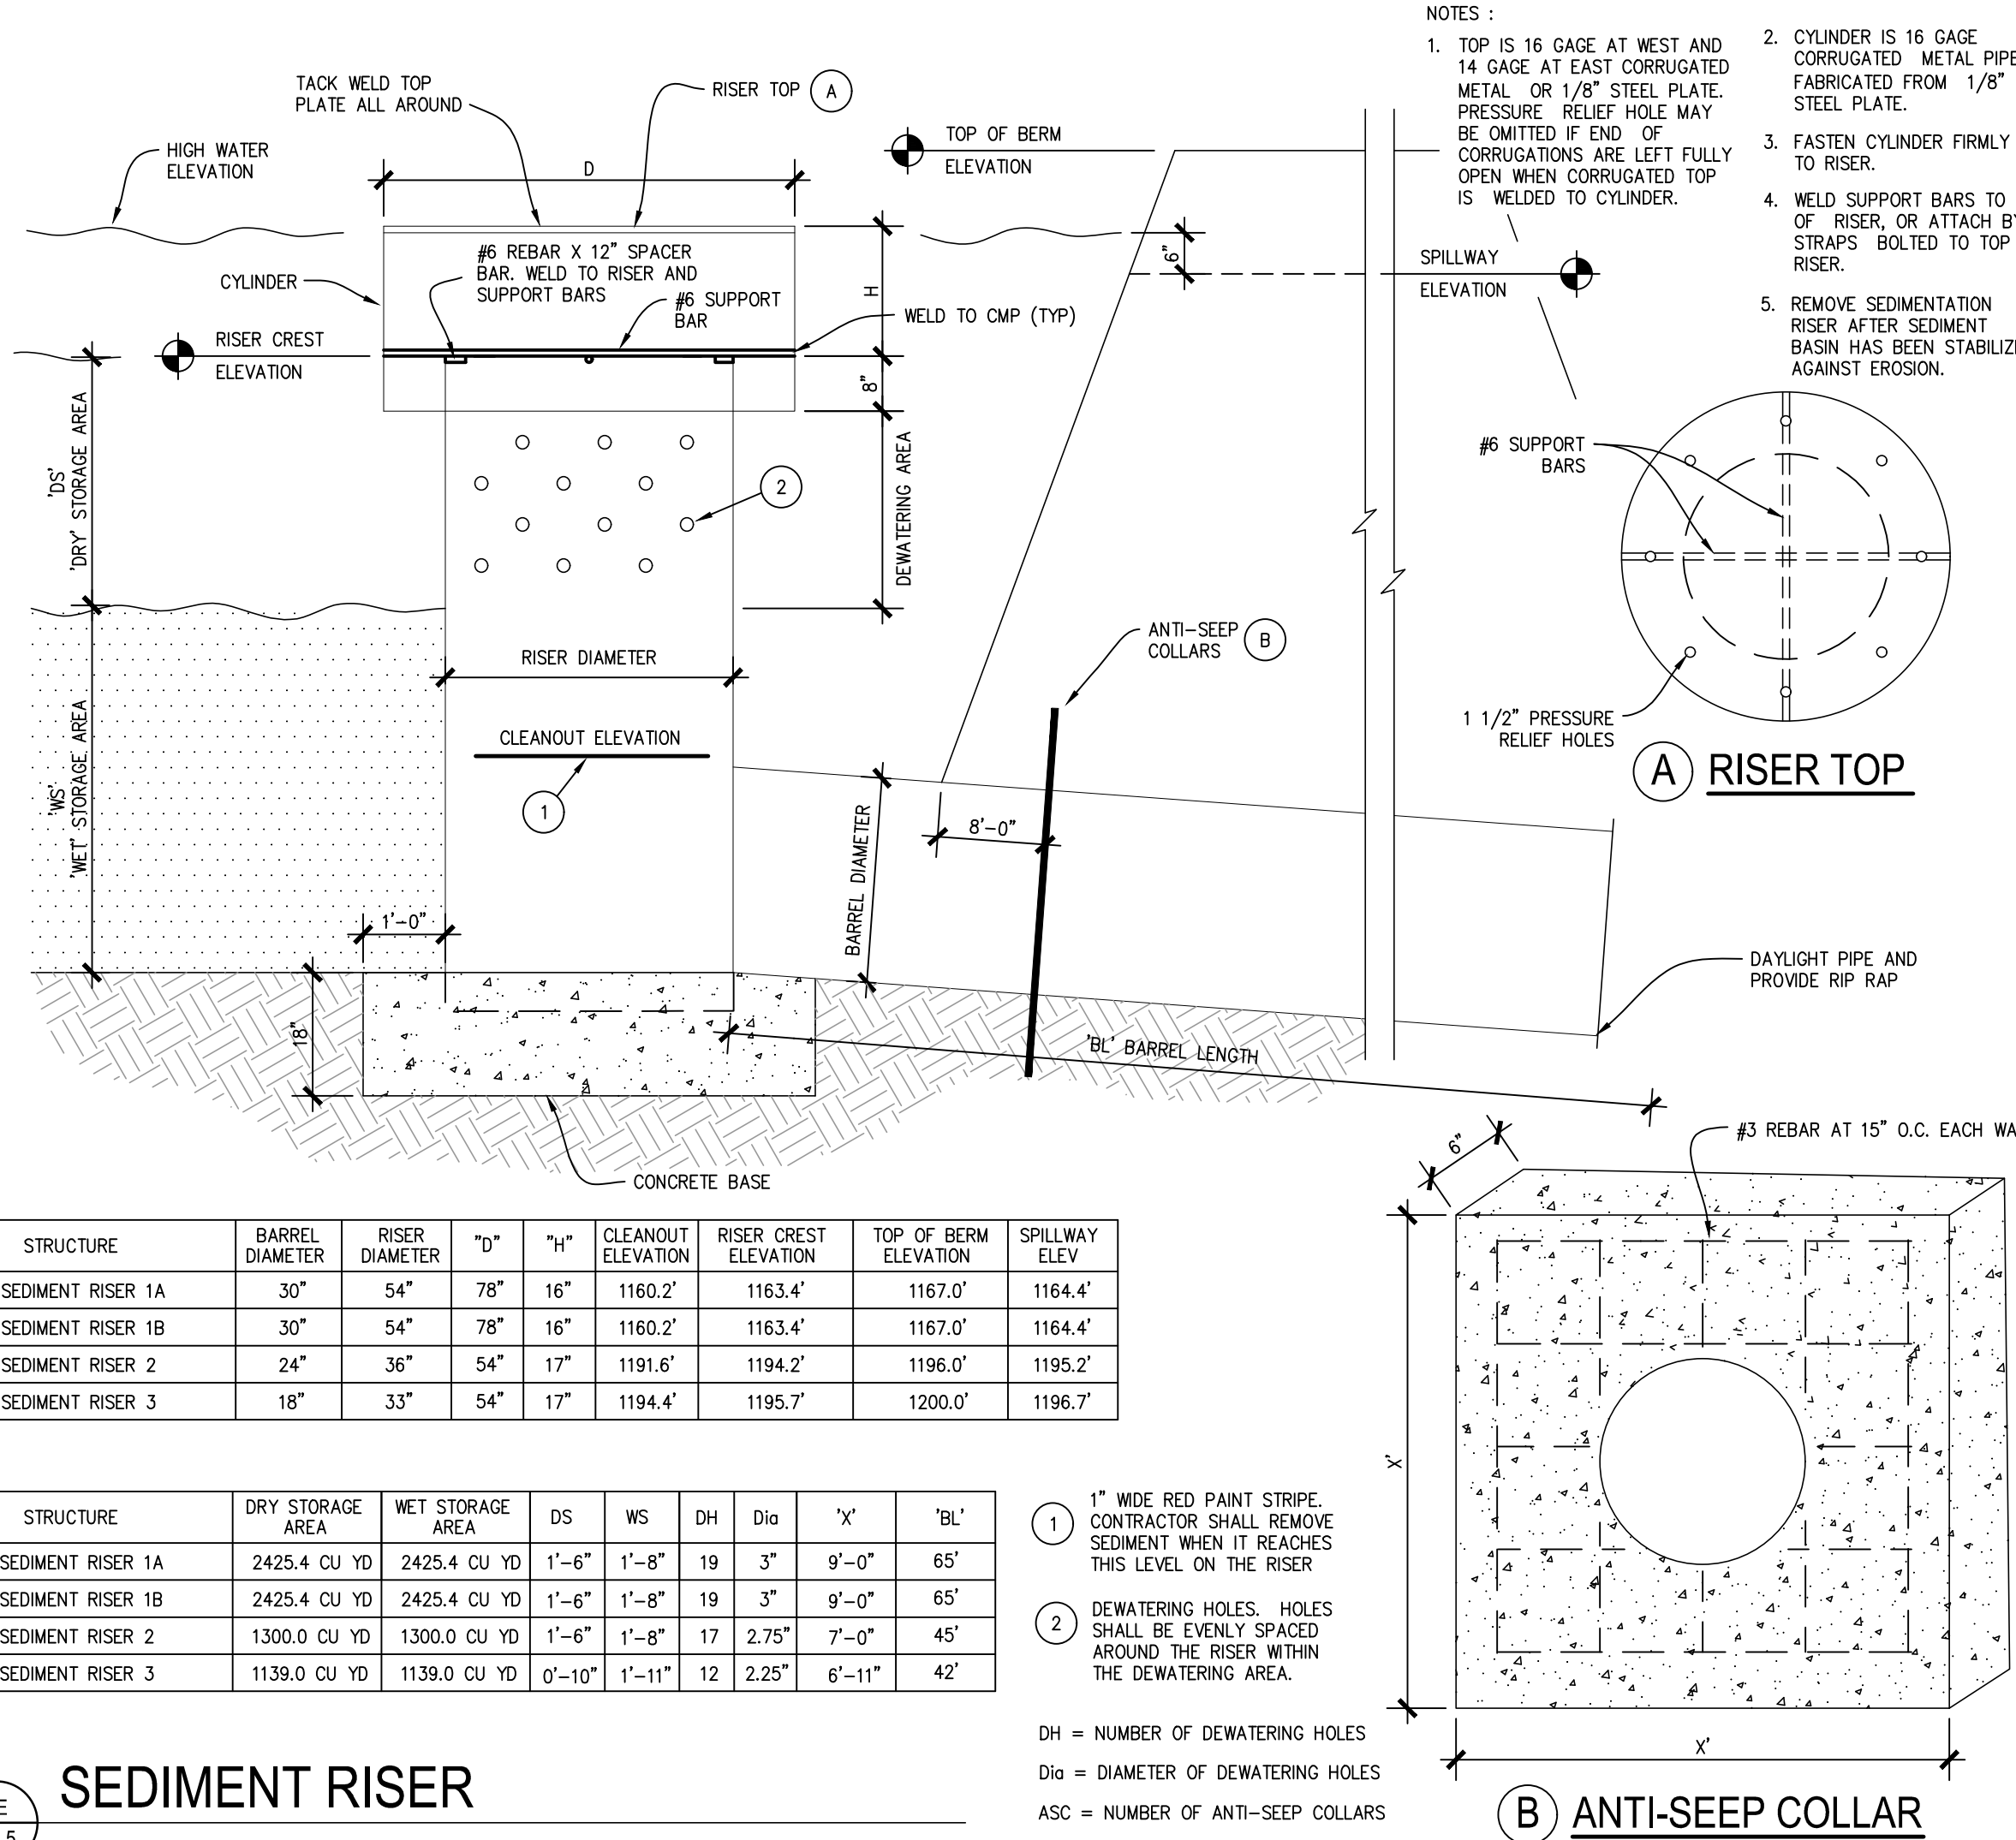 NOTES :
1. TOP IS 16 GAGE AT WEST AND
14 GAGE AT EAST CORRUGATED
METAL OR 1/8" STEEL PLATE.
PRESSURE RELIEF HOLE MAY
BE OMITTED IF END OF
CORRUGATIONS ARE LEFT FULLY
OPEN WHEN CORRUGATED TOP
IS WELDED TO CYLINDER.
2. CYLINDER IS 16 GAGE
CORRUGATED METAL PIPE
FABRICATED FROM 1/8"
STEEL PLATE.
3. FASTEN CYLINDER FIRMLY
TO RISER.
4. WELD SUPPORT BARS TO
OF RISER, OR ATTACH BY
STRAPS BOLTED TO TOP
RISER.
5. REMOVE SEDIMENTATION
RISER AFTER SEDIMENT
BASIN HAS BEEN
AGAINST EROSION.
TACK WELD TOP
PLATE ALL AROUND
RISER TOP A
HIGH WATER
ELEVATION
D
TOP OF BERM
ELEVATION
#6 REBAR X 12" SPACER
BAR. WELD TO RISER AND
SUPPORT BARS
#6 SUPPORT
BAR
CYLINDER
H
6"
SPILLWAY
ELEVATION
WELD TO CMP (TYP)
RISER CREST
ELEVATION
8"
'DS'
'DRY' STORAGE AREA
2
DEWATERING AREA
#6 SUPPORT
BARS
1 1/2" PRESSURE
RELIEF HOLES
A RISER TOP
ANTI-SEEP
COLLARS B
RISER DIAMETER
CLEANOUT ELEVATION
1
'WS'
'WET' STORAGE AREA
BARREL DIAMETER
8'-0"
1'-0"
18"
'BL' BARREL LENGTH
DAYLIGHT PIPE AND
PROVIDE RIP RAP
CONCRETE BASE
STRUCTURE BARREL DIAMETER RISER DIAMETER "D" "H" CLEANOUT ELEVATION RISER CREST ELEVATION TOP OF BERM ELEVATION SPILLWAY ELEV
SEDIMENT RISER 1A 30" 54" 78" 16" 1160.2' 1163.4' 1167.0' 1164.4'
SEDIMENT RISER 1B 30" 54" 78" 16" 1160.2' 1163.4' 1167.0' 1164.4'
SEDIMENT RISER 2 24" 36" 54" 17" 1191.6' 1194.2' 1196.0' 1195.2'
SEDIMENT RISER 3 18" 33" 54" 17" 1194.4' 1195.7' 1200.0' 1196.7'
STRUCTURE DRY STORAGE AREA WET STORAGE AREA DS WS DH Dia 'X' 'BL'
SEDIMENT RISER 1A 2425.4 CU YD 2425.4 CU YD 1'-6" 1'-8" 19 3" 9'-0" 65'
SEDIMENT RISER 1B 2425.4 CU YD 2425.4 CU YD 1'-6" 1'-8" 19 3" 9'-0" 65'
SEDIMENT RISER 2 1300.0 CU YD 1300.0 CU YD 1'-6" 1'-8" 17 2.75" 7'-0" 45'
SEDIMENT RISER 3 1139.0 CU YD 1139.0 CU YD 0'-10" 1'-11" 12 2.25" 6'-11" 42'
1 1" WIDE RED PAINT STRIPE.
CONTRACTOR SHALL REMOVE
SEDIMENT WHEN IT REACHES
THIS LEVEL ON THE RISER
2 DEWATERING HOLES. HOLES
SHALL BE EVENLY SPACED
AROUND THE RISER WITHIN
THE DEWATERING AREA.
DH = NUMBER OF DEWATERING HOLES
Dia = DIAMETER OF DEWATERING HOLES
ASC = NUMBER OF ANTI-SEEP COLLARS
#3 REBAR AT 15" O.C. EACH
6"
X'
X'
B ANTI-SEEP COLLAR
SEDIMENT RISER
E
5